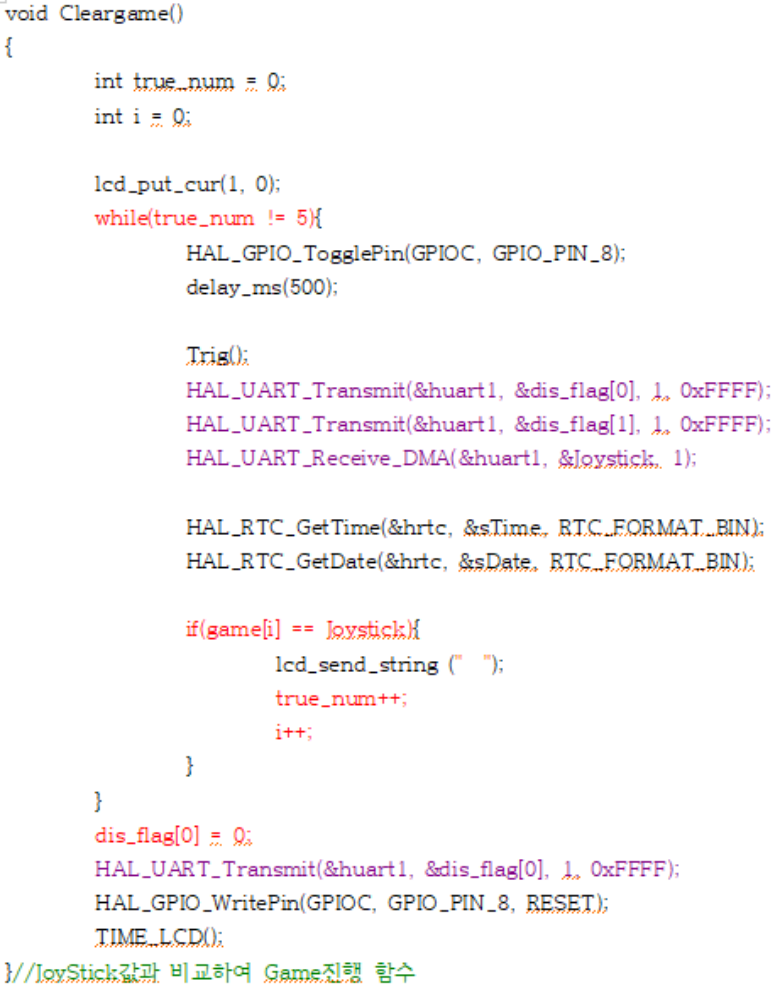 void Cleargame()
{
int true_num = 0;
int i = 0;
lcd_put_cur(1, 0);
while(true_num != 5){
HAL_GPIO_TogglePin(GPIOC, GPIO_PIN_8);
delay_ms(500);
Trig();
HAL_UART_Transmit(&huart1, &dis_flag[0], 1, 0xFFFF);
HAL_UART_Transmit(&huart1, &dis_flag[1], 1, 0xFFFF);
HAL_UART_Receive_DMA(&huart1, &Joystick, 1);
HAL_RTC_GetTime(&hrtc, &sTime, RTC_FORMAT_BIN);
HAL_RTC_GetDate(&hrtc, &sDate, RTC_FORMAT_BIN);
if(game[i] == Joystick){
lcd_send_string ("  ");
true_num++;
i++;
}
}
dis_flag[0] = 0;
HAL_UART_Transmit(&huart1, &dis_flag[0], 1, 0xFFFF);
HAL_GPIO_WritePin(GPIOC, GPIO_PIN_8, RESET);
TIME_LCD();
}//JoyStick값과 비교하여 Game진행 함수